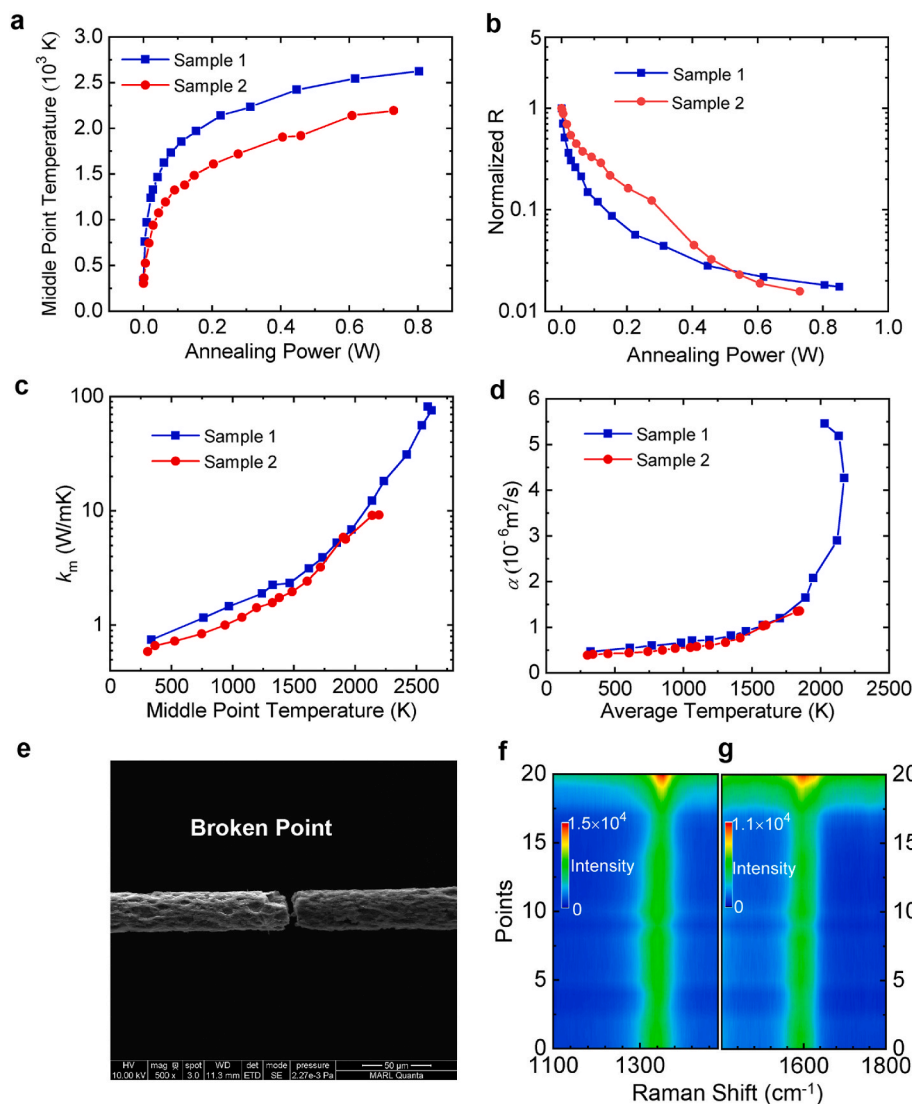 a
Sample 1
Sample 2
Middle Point Temperature (10³ K)
3.0
2.5
2.0
1.5
1.0
0.5
0.0
0.0 0.2 0.4 0.6 0.8
Annealing Power (W)
b
Sample 1
Sample 2
Normalized R
10
1
0.1
0.01
0.0 0.2 0.4 0.6 0.8 1.0
Annealing Power (W)
c
Sample 1
Sample 2
kₘ (W/mK)
100
10
1
0 500 1000 1500 2000 2500
Middle Point Temperature (K)
d
Sample 1
Sample 2
α (10⁻⁶m²/s)
6
5
4
3
2
1
0
0 500 1000 1500 2000 2500
Average Temperature (K)
e
Broken Point
HV mag spot WD det mode pressure 50 µm
10.00 kV 500 x 3.0 11.3 mm ETD SE 2.27e-3 Pa MARL Quanta
f
g
Points
20
15
10
5
0
1.5×10⁴
Intensity
0
1.1×10⁴
Intensity
0
20
15
10
5
0
1100 1300 1600 1800
Raman Shift (cm⁻¹)